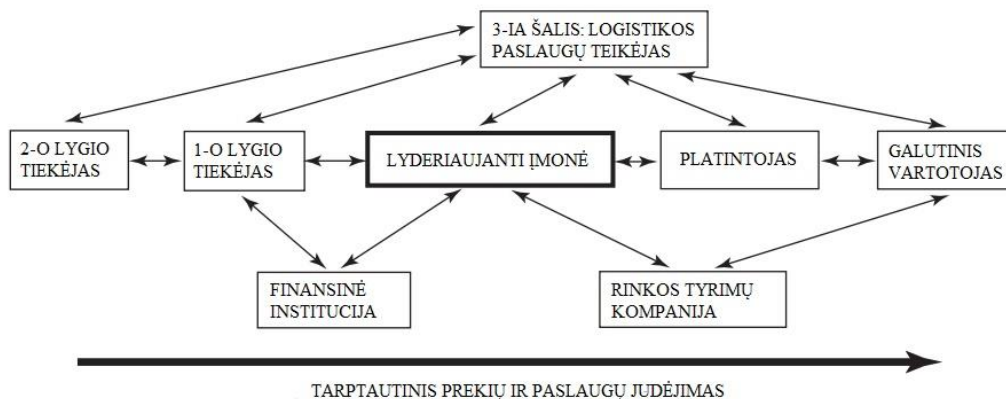 3-IA ŠALIS: LOGISTIKOS
PASLAUGŲ TEIKĖJAS
2-O LYGIO
TIEKĖJAS
1-O LYGIO
TIEKĖJAS
LYDERIAUJANTI ĮMONĖ
PLATINTOJAS
GALUTINIS
VARTOTOJAS
FINANSINĖ
INSTITUCIJA
RINKOS TYRIMŲ
KOMPANIJA
TARPTAUTINIS PREKIŲ IR PASLAUGŲ JUDĖJIMAS